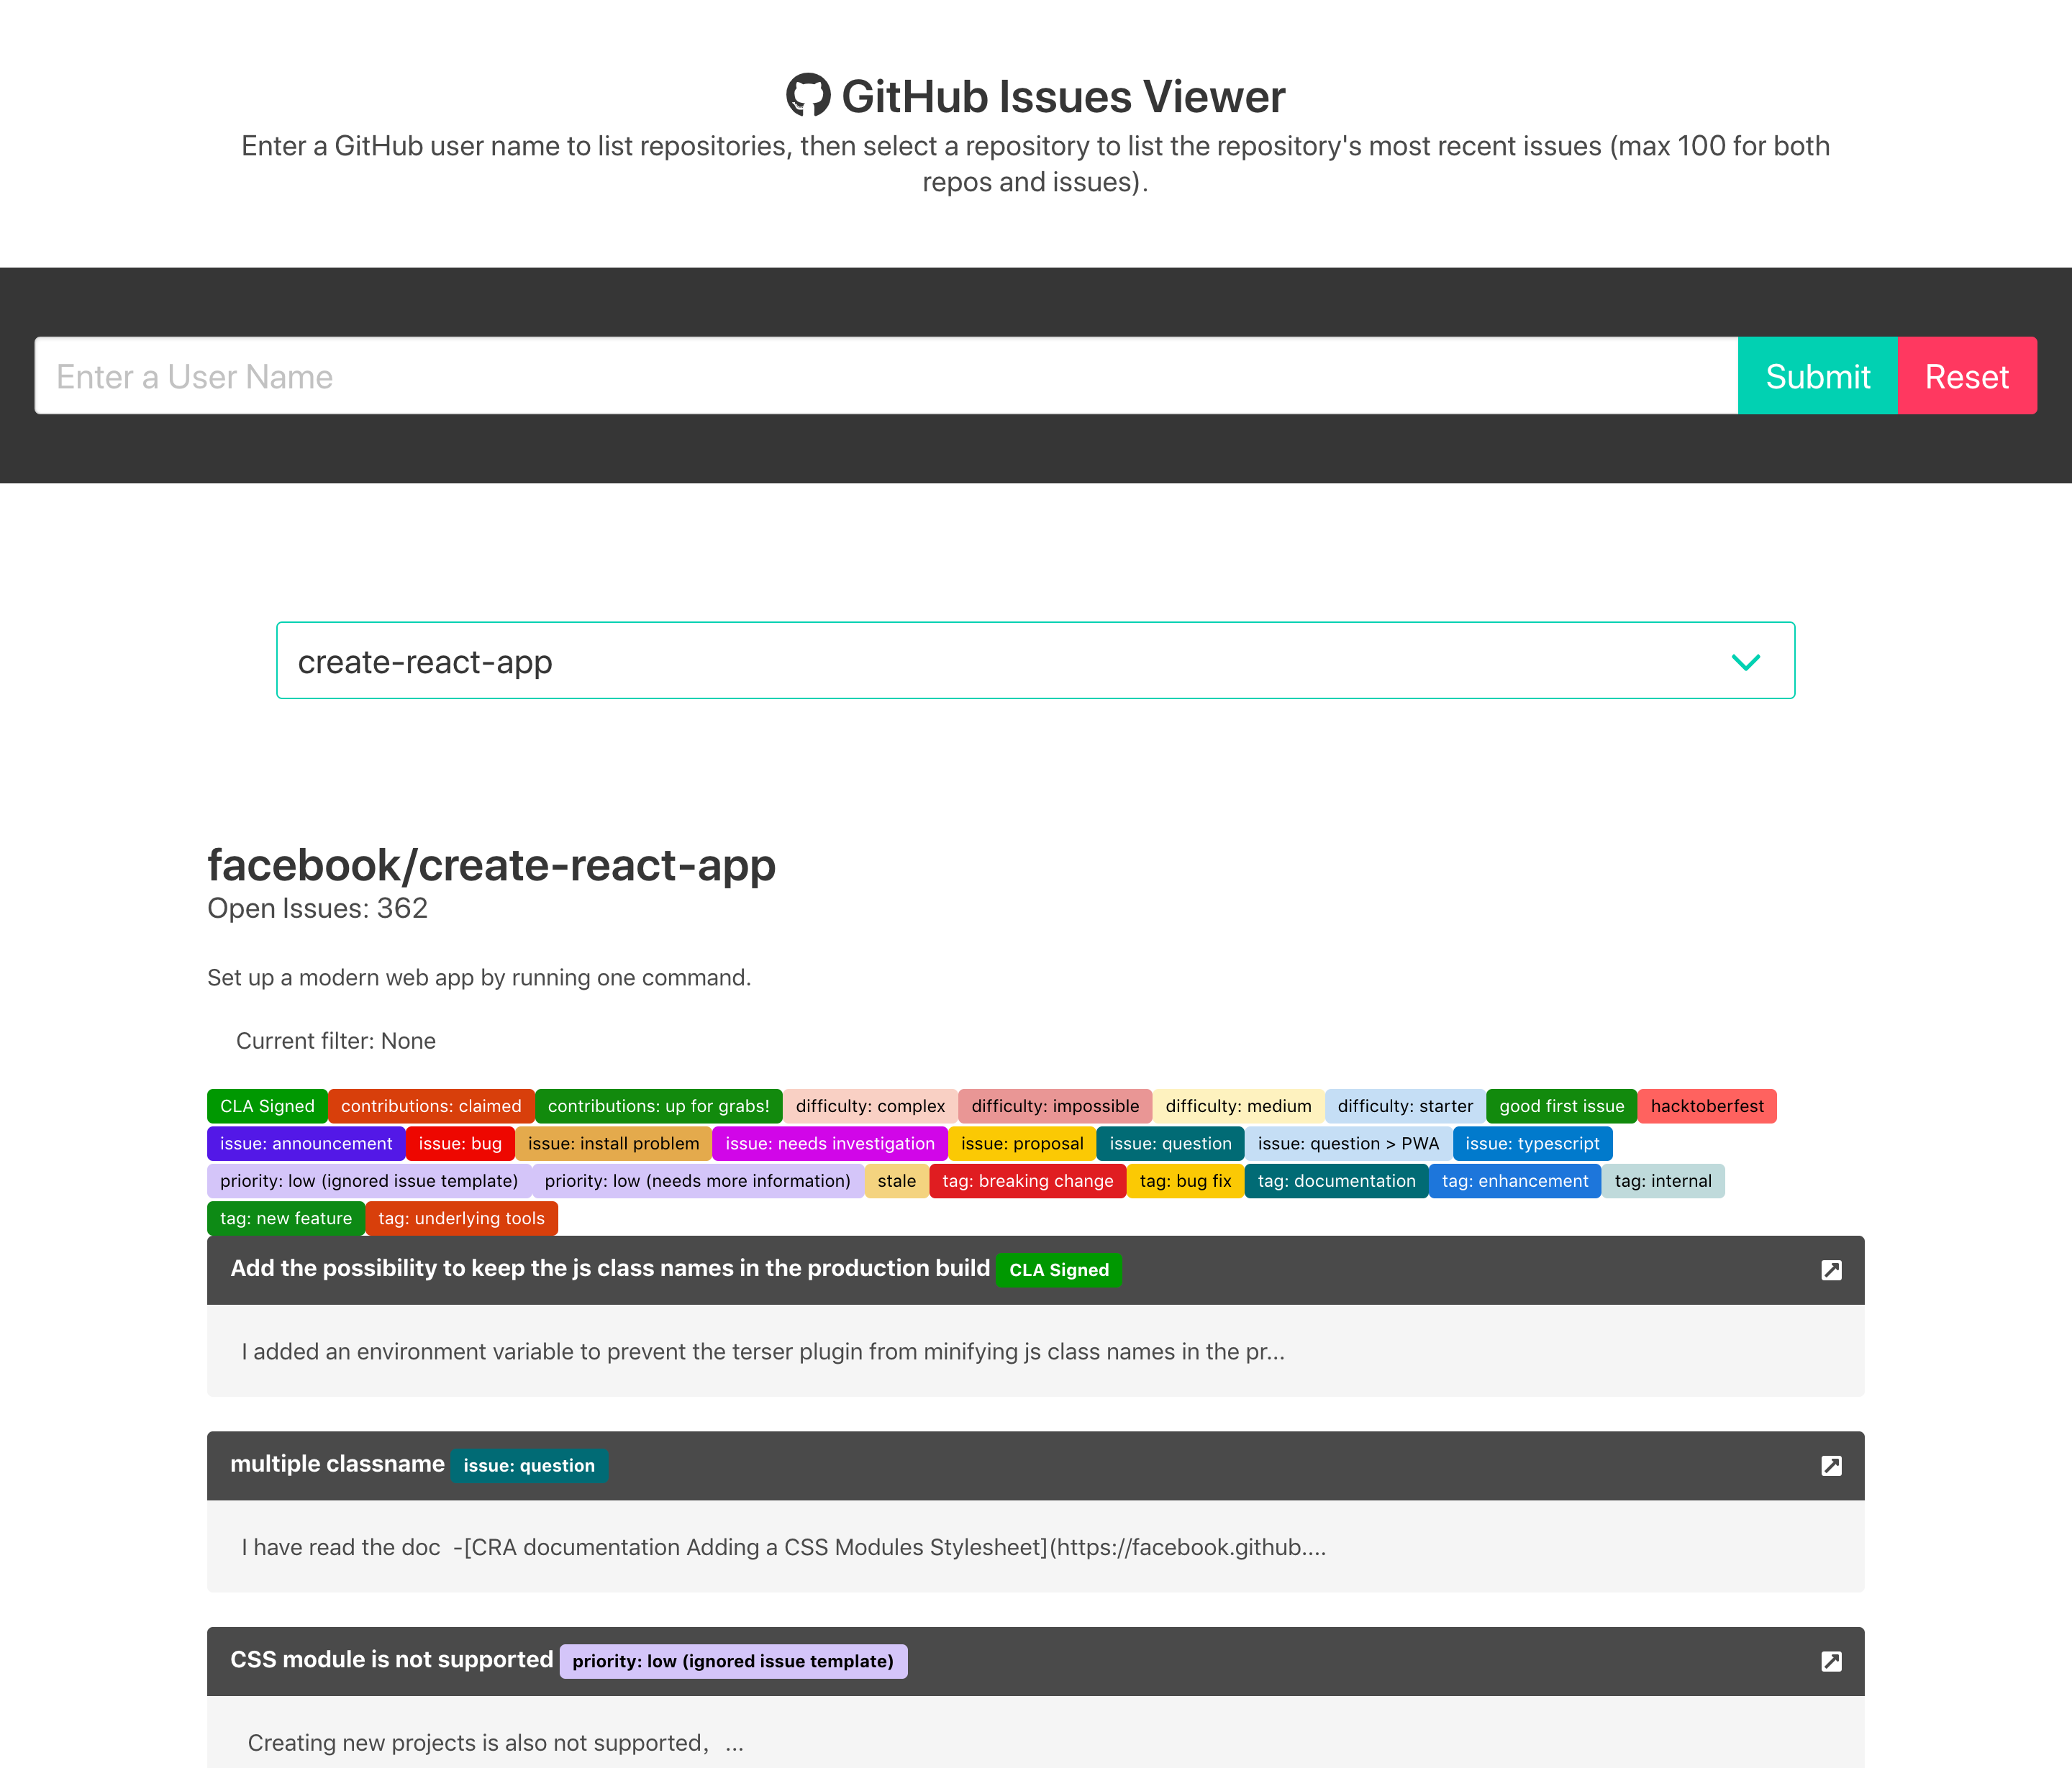 GitHub Issues Viewer
Enter a GitHub user name to list repositories, then select a repository to list the repository's most recent issues (max 100 for both
repos and issues).
Enter a User Name Submit Reset
create-react-app
facebook/create-react-app
Open Issues: 362
Set up a modern web app by running one command.
Current filter: None
CLA Signed contributions: claimed contributions: up for grabs! difficulty: complex difficulty: impossible difficulty: medium difficulty: starter good first issue hacktoberfest
issue: announcement issue: bug issue: install problem issue: needs investigation issue: proposal issue: question issue: question > PWA issue: typescript
priority: low (ignored issue template) priority: low (needs more information) stale tag: breaking change tag: bug fix tag: documentation tag: enhancement tag: internal
tag: new feature tag: underlying tools
Add the possibility to keep the js class names in the production build CLA Signed
I added an environment variable to prevent the terser plugin from minifying js class names in the pr...
multiple classname issue: question
I have read the doc  -[CRA documentation Adding a CSS Modules Stylesheet](https://facebook.github....
CSS module is not supported priority: low (ignored issue template)
Creating new projects is also not supported， ...